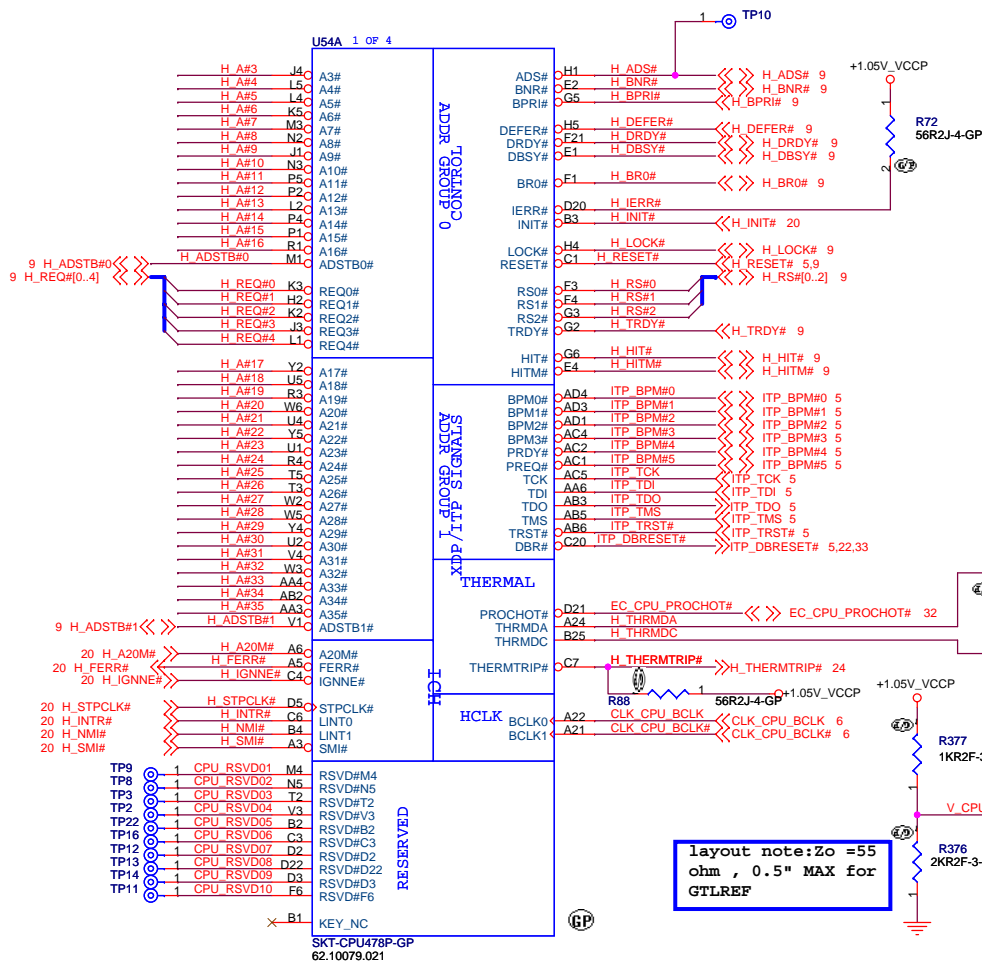 TP10
1
U54A 1 OF 4
H_A#3 J4 A3#
H_A#4 L5 A4#
H_A#5 L4 A5#
H_A#6 K5 A6#
H_A#7 M3 A7#
H_A#8 N2 A8#
H_A#9 J1 A9#
H_A#10 N3 A10#
H_A#11 P5 A11#
H_A#12 P2 A12#
H_A#13 L2 A13#
H_A#14 P4 A14#
H_A#15 P1 A15#
H_A#16 R1 A16#
9 H_ADSTB#0 H_ADSTB#0 M1 ADSTB0#
9 H_REQ#[0..4]
H_REQ#0 K3 REQ0#
H_REQ#1 H2 REQ1#
H_REQ#2 K2 REQ2#
H_REQ#3 J3 REQ3#
H_REQ#4 L1 REQ4#
H_A#17 Y2 A17#
H_A#18 U5 A18#
H_A#19 R3 A19#
H_A#20 W6 A20#
H_A#21 U4 A21#
H_A#22 Y5 A22#
H_A#23 U1 A23#
H_A#24 R4 A24#
H_A#25 T5 A25#
H_A#26 T3 A26#
H_A#27 W2 A27#
H_A#28 W5 A28#
H_A#29 Y4 A29#
H_A#30 U2 A30#
H_A#31 V4 A31#
H_A#32 W3 A32#
H_A#33 AA4 A33#
H_A#34 AB2 A34#
H_A#35 AA3 A35#
9 H_ADSTB#1 H_ADSTB#1 V1 ADSTB1#
20 H_A20M# H_A20M# A6 A20M#
20 H_FERR# H_FERR# A5 FERR#
20 H_IGNNE# H_IGNNE# C4 IGNNE#
20 H_STPCLK# H_STPCLK# D5 STPCLK#
20 H_INTR# H_INTR# C6 LINT0
20 H_NMI# H_NMI# B4 LINT1
20 H_SMI# H_SMI# A3 SMI#
TP9 1 CPU_RSVD01 M4 RSVD#M4
TP8 1 CPU_RSVD02 N5 RSVD#N5
TP3 1 CPU_RSVD03 T2 RSVD#T2
TP2 1 CPU_RSVD04 V3 RSVD#V3
TP22 1 CPU_RSVD05 B2 RSVD#B2
TP16 1 CPU_RSVD06 C3 RSVD#C3
TP12 1 CPU_RSVD07 D2 RSVD#D2
TP13 1 CPU_RSVD08 D22 RSVD#D22
TP14 1 CPU_RSVD09 D3 RSVD#D3
TP11 1 CPU_RSVD10 F6 RSVD#F6
B1 KEY_NC
SKT-CPU478P-GP
62.10079.021
ADDR GROUP 0
CONTROL
ADDR GROUP 1
XDP/ITP SIGNALS
THERMAL
ICH
HCLK
RESERVED
ADS# H1 H_ADS# H_ADS# 9
BNR# E2 H_BNR# H_BNR# 9
BPRI# G5 H_BPRI# H_BPRI# 9
DEFER# H5 H_DEFER# H_DEFER# 9
DRDY# F21 H_DRDY# H_DRDY# 9
DBSY# E1 H_DBSY# H_DBSY# 9
BR0# F1 H_BR0# H_BR0# 9
IERR# D20 H_IERR#
INIT# B3 H_INIT# H_INIT# 20
LOCK# H4 H_LOCK# H_LOCK# 9
RESET# C1 H_RESET# H_RESET# 5,9
H_RS#[0..2] 9
RS0# F3 H_RS#0
RS1# F4 H_RS#1
RS2# G3 H_RS#2
TRDY# G2 H_TRDY# H_TRDY# 9
HIT# G6 H_HIT# H_HIT# 9
HITM# E4 H_HITM# H_HITM# 9
BPM0# AD4 ITP_BPM#0 ITP_BPM#0 5
BPM1# AD3 ITP_BPM#1 ITP_BPM#1 5
BPM2# AD1 ITP_BPM#2 ITP_BPM#2 5
BPM3# AC4 ITP_BPM#3 ITP_BPM#3 5
PRDY# AC2 ITP_BPM#4 ITP_BPM#4 5
PREQ# AC1 ITP_BPM#5 ITP_BPM#5 5
TCK AC5 ITP_TCK ITP_TCK 5
TDI AA6 ITP_TDI ITP_TDI 5
TDO AB3 ITP_TDO ITP_TDO 5
TMS AB5 ITP_TMS ITP_TMS 5
TRST# AB6 ITP_TRST# ITP_TRST# 5
DBR# C20 ITP_DBRESET# ITP_DBRESET# 5,22,33
PROCHOT# D21 EC_CPU_PROCHOT# EC_CPU_PROCHOT# 32
THRMDA A24 H_THRMDA
THRMDC B25 H_THRMDC
THERMTRIP# C7 H_THERMTRIP# H_THERMTRIP# 24
R88 1 56R2J-4-GP +1.05V_VCCP
BCLK0 A22 CLK_CPU_BCLK CLK_CPU_BCLK 6
BCLK1 A21 CLK_CPU_BCLK# CLK_CPU_BCLK# 6
+1.05V_VCCP
1
R72
56R2J-4-GP
2
G/P
+1.05V_VCCP
R377
1KR2F-3
1
V_CPU
R376
2KR2F-3-
1
GP
layout note:Zo =55
ohm , 0.5" MAX for
GTLREF